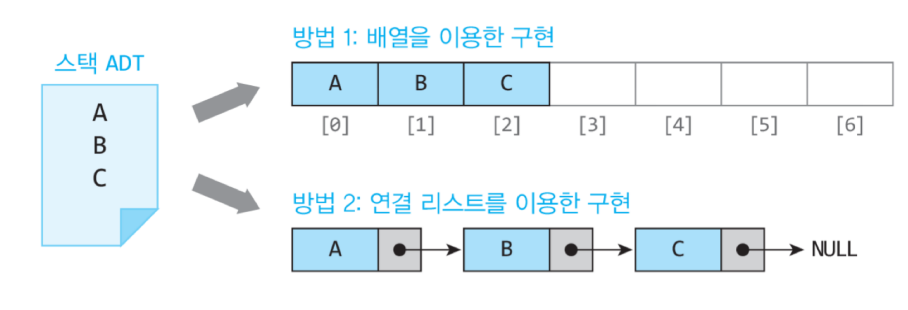 스택 ADT
A
B
C
방법 1: 배열을 이용한 구현
A B C
[0] [1] [2] [3] [4] [5] [6]
방법 2: 연결 리스트를 이용한 구현
A B C NULL